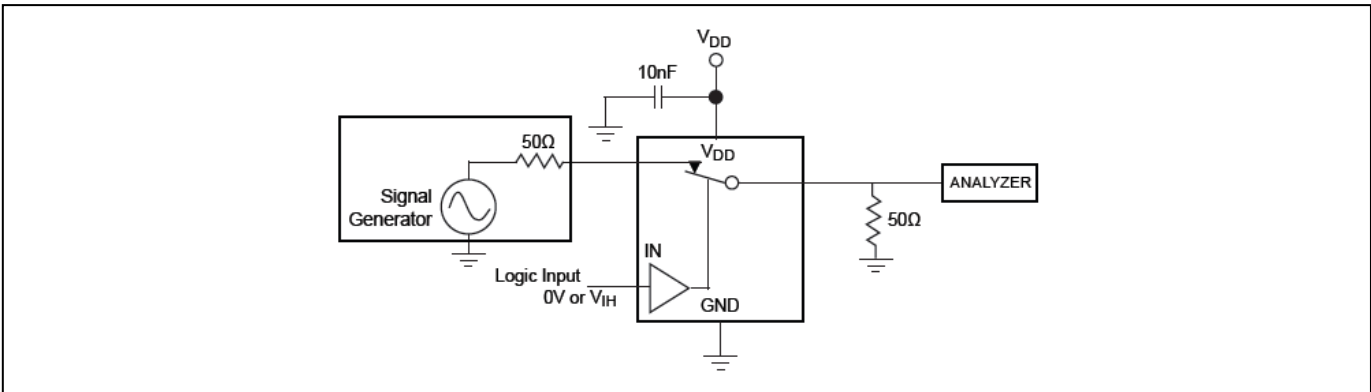 V_DD
10nF
50Ω
V_DD
Signal
Generator
ANALYZER
50Ω
IN
Logic Input
0V or V_IH
GND